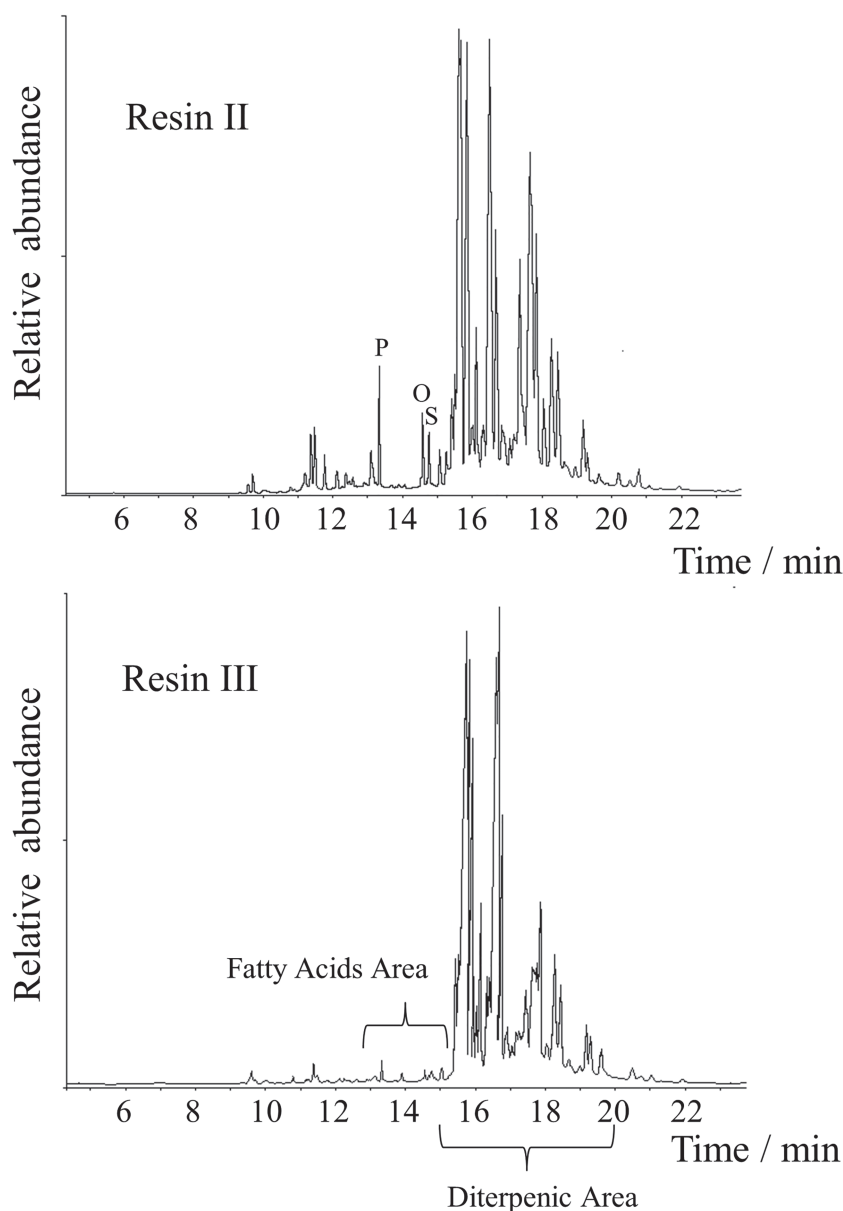 Relative abundance
Resin II
P
O
S
6 8 10 12 14 16 18 20 22
Time / min
Relative abundance
Resin III
Fatty Acids Area
6 8 10 12 14 16 18 20 22
Time / min
Diterpenic Area